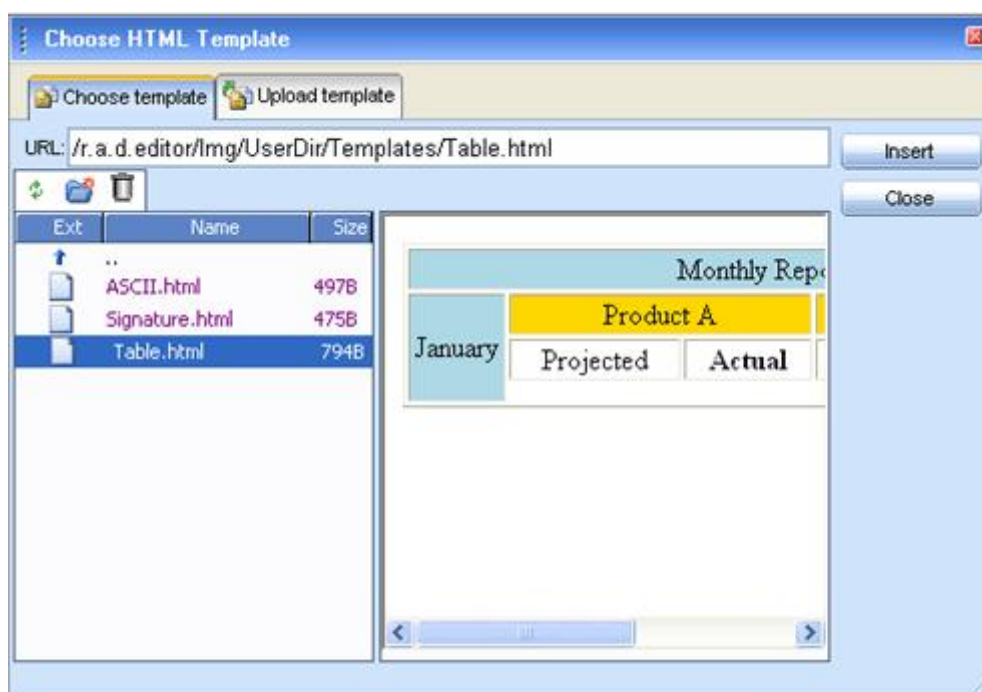 Choose HTML Template
Choose template Upload template
URL: /r.a.d.editor/Img/UserDir/Templates/Table.html
Insert
Close
Ext Name Size
..
ASCII.html 497B
Signature.html 475B
Table.html 794B
Monthly Repo
Product A
January
Projected Actual